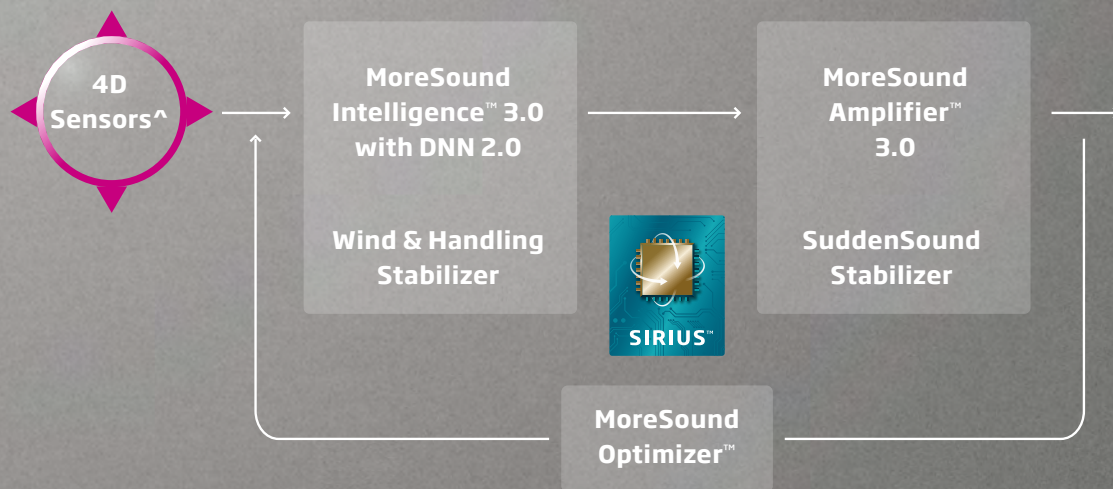 4D
Sensors^
MoreSound
Intelligence™ 3.0
with DNN 2.0
Wind & Handling
Stabilizer
SIRIUS™
MoreSound
Amplifier™
3.0
SuddenSound
Stabilizer
MoreSound
Optimizer™